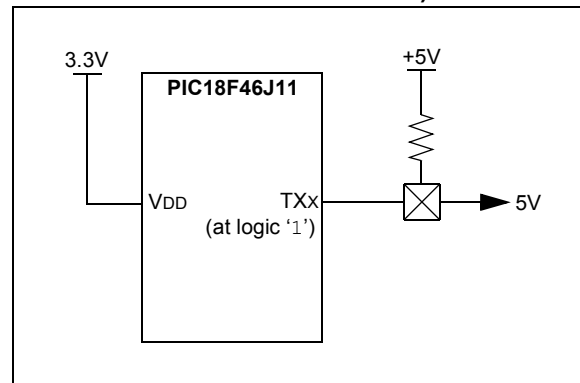 3.3V
+5V
PIC18F46J11
VDD
TXX
(at logic ‘1’)
5V